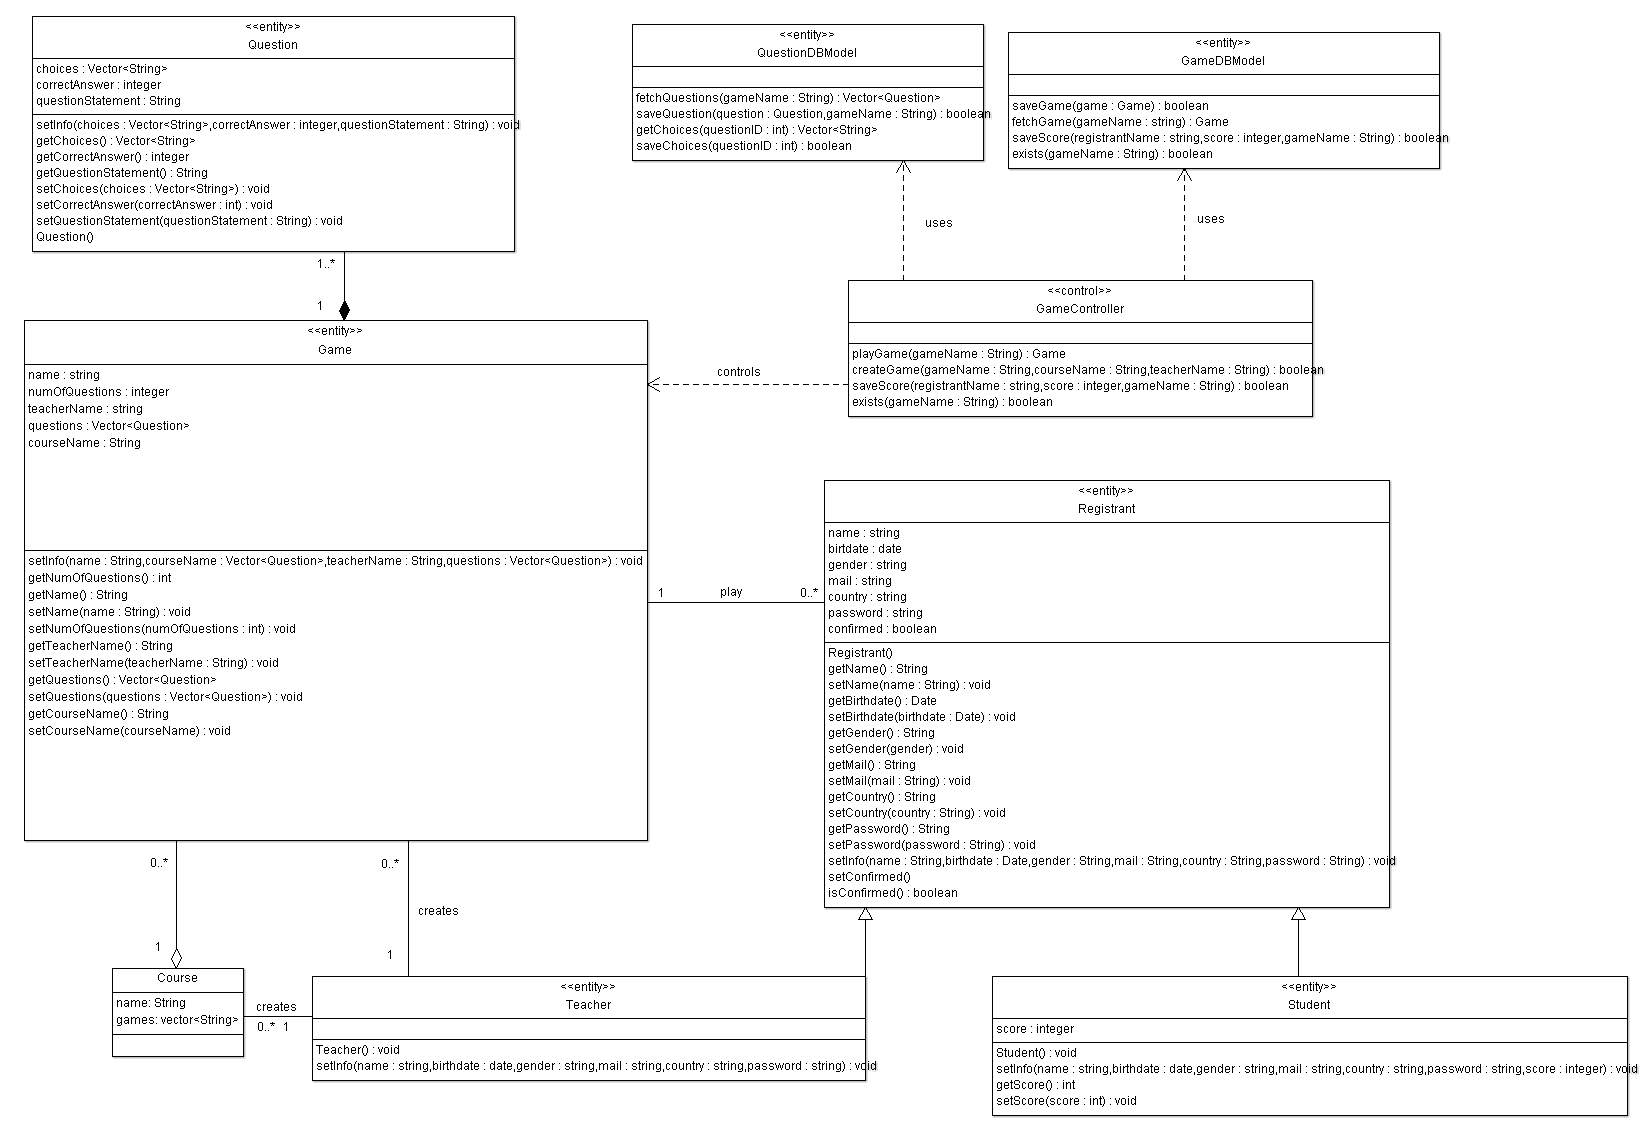 <<entity>>
Question
choices : Vector<String>
correctAnswer : integer
questionStatement : String
setInfo(choices : Vector<String>,correctAnswer : integer,questionStatement : String) : void
getChoices() : Vector<String>
getCorrectAnswer() : integer
getQuestionStatement() : String
setChoices(choices : Vector<String>) : void
setCorrectAnswer(correctAnswer : int) : void
setQuestionStatement(questionStatement : String) : void
Question()
<<entity>>
QuestionDBModel
fetchQuestions(gameName : String) : Vector<Question>
saveQuestion(question : Question,gameName : String) : boolean
getChoices(questionID : int) : Vector<String>
saveChoices(questionID : int) : boolean
<<entity>>
GameDBModel
saveGame(game : Game) : boolean
fetchGame(gameName : string) : Game
saveScore(registrantName : string,score : integer,gameName : String) : boolean
exists(gameName : String) : boolean
uses
uses
1..*
1
<<control>>
GameController
playGame(gameName : String) : Game
createGame(gameName : String,courseName : String,teacherName : String) : boolean
saveScore(registrantName : string,score : integer,gameName : String) : boolean
exists(gameName : String) : boolean
controls
<<entity>>
Game
name : string
numOfQuestions : integer
teacherName : string
questions : Vector<Question>
courseName : String
setInfo(name : String,courseName : Vector<Question>,teacherName : String,questions : Vector<Question>) : void
getNumOfQuestions() : int
getName() : String
setName(name : String) : void
setNumOfQuestions(numOfQuestions : int) : void
getTeacherName() : String
setTeacherName(teacherName : String) : void
getQuestions() : Vector<Question>
setQuestions(questions : Vector<Question>) : void
getCourseName() : String
setCourseName(courseName) : void
1 play 0..*
<<entity>>
Registrant
name : string
birtdate : date
gender : string
mail : string
country : string
password : string
confirmed : boolean
Registrant()
getName() : String
setName(name : String) : void
getBirthdate() : Date
setBirthdate(birthdate : Date) : void
getGender() : String
setGender(gender) : void
getMail() : String
setMail(mail : String) : void
getCountry() : String
setCountry(country : String) : void
getPassword() : String
setPassword(password : String) : void
setInfo(name : String,birthdate : Date,gender : String,mail : String,country : String,password : String) : void
setConfirmed()
isConfirmed() : boolean
0..*
1
0..*
creates
1
Course
name: String
games: vector<String>
creates
0..* 1
<<entity>>
Teacher
Teacher() : void
setInfo(name : string,birthdate : date,gender : string,mail : string,country : string,password : string) : void
<<entity>>
Student
score : integer
Student() : void
setInfo(name : string,birthdate : date,gender : string,mail : string,country : string,password : string,score : integer) : void
getScore() : int
setScore(score : int) : void